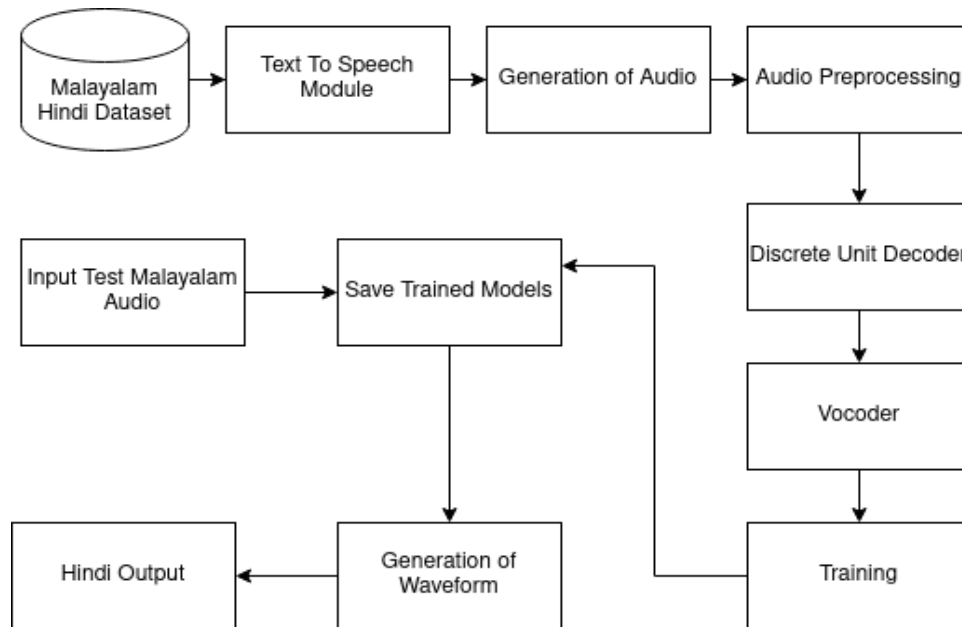 Malayalam
Hindi Dataset
Text To Speech
Module
Generation of Audio
Audio Preprocessing
Discrete Unit Decoder
Input Test Malayalam
Audio
Save Trained Models
Vocoder
Hindi Output
Generation of
Waveform
Training